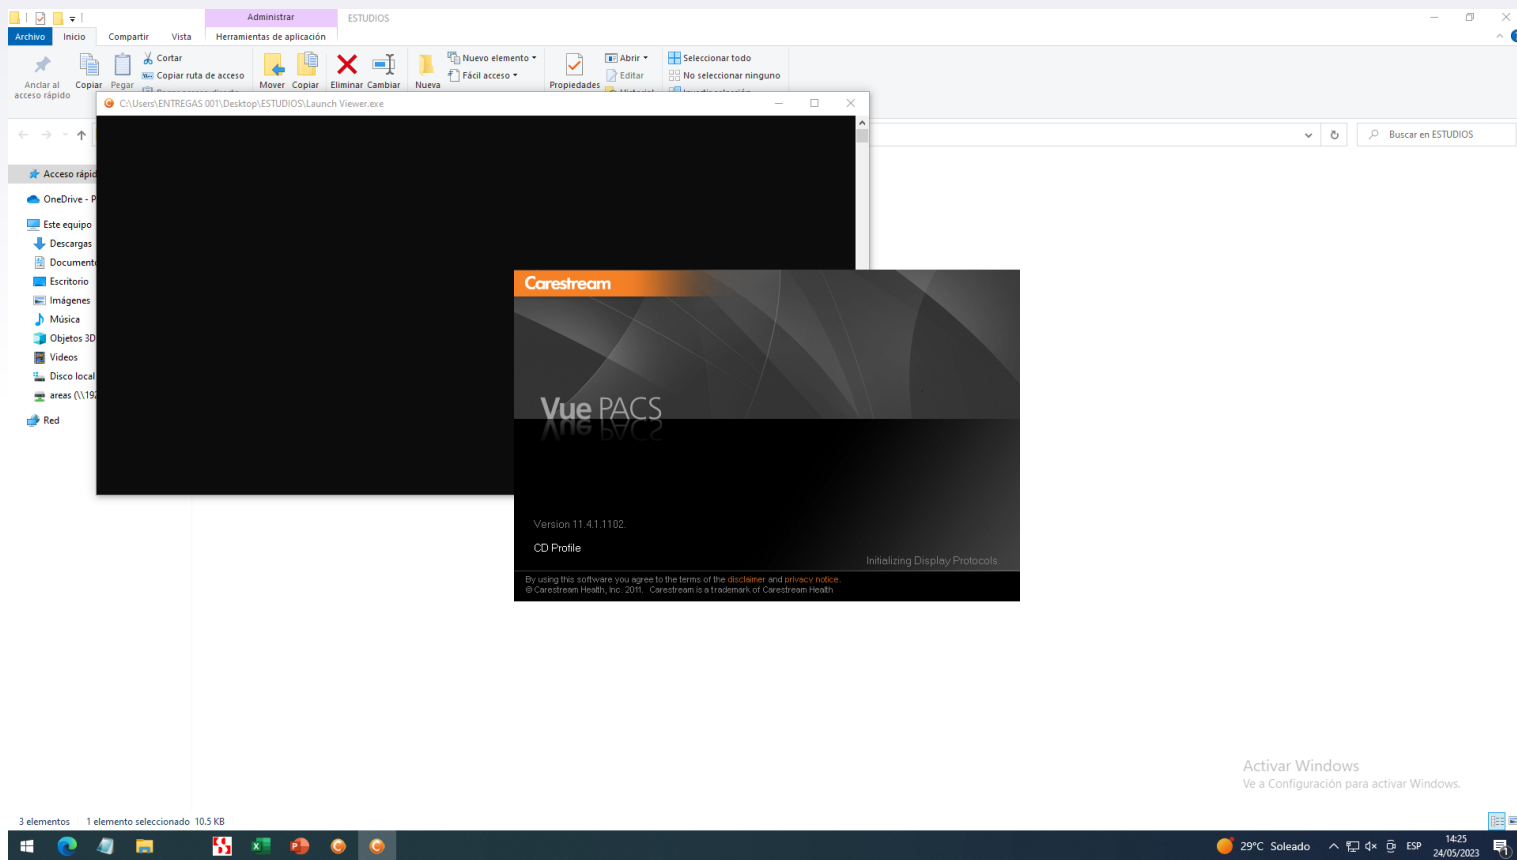 Administrar
ESTUDIOS
Archivo
Inicio
Compartir
Vista
Herramientas de aplicación
Anclar al
acceso rápido
Copiar
Pegar
Cortar
Copiar ruta de acceso
Mover
Copiar
Eliminar
Cambiar
Nueva
Nuevo elemento
Fácil acceso
Propiedades
Abrir
Editar
Historial
Seleccionar todo
No seleccionar ninguno
C:\Users\ENTREGAS 001\Desktop\ESTUDIOS\Launch Viewer.exe
Buscar en ESTUDIOS
Acceso rápid
OneDrive - P
Este equipo
Descargas
Document
Escritorio
Imágenes
Música
Objetos 3D
Videos
Disco local
areas (\\192
Red
Carestream
Vue PACS
Version 11.4.1.1102.
CD Profile
Initializing Display Protocols.
By using this software you agree to the terms of the disclaimer and privacy notice.
© Carestream Health, Inc. 2011. Carestream is a trademark of Carestream Health
Activar Windows
Ve a Configuración para activar Windows.
3 elementos
1 elemento seleccionado 10.5 KB
29°C Soleado
ESP
14:25
24/05/2023
1